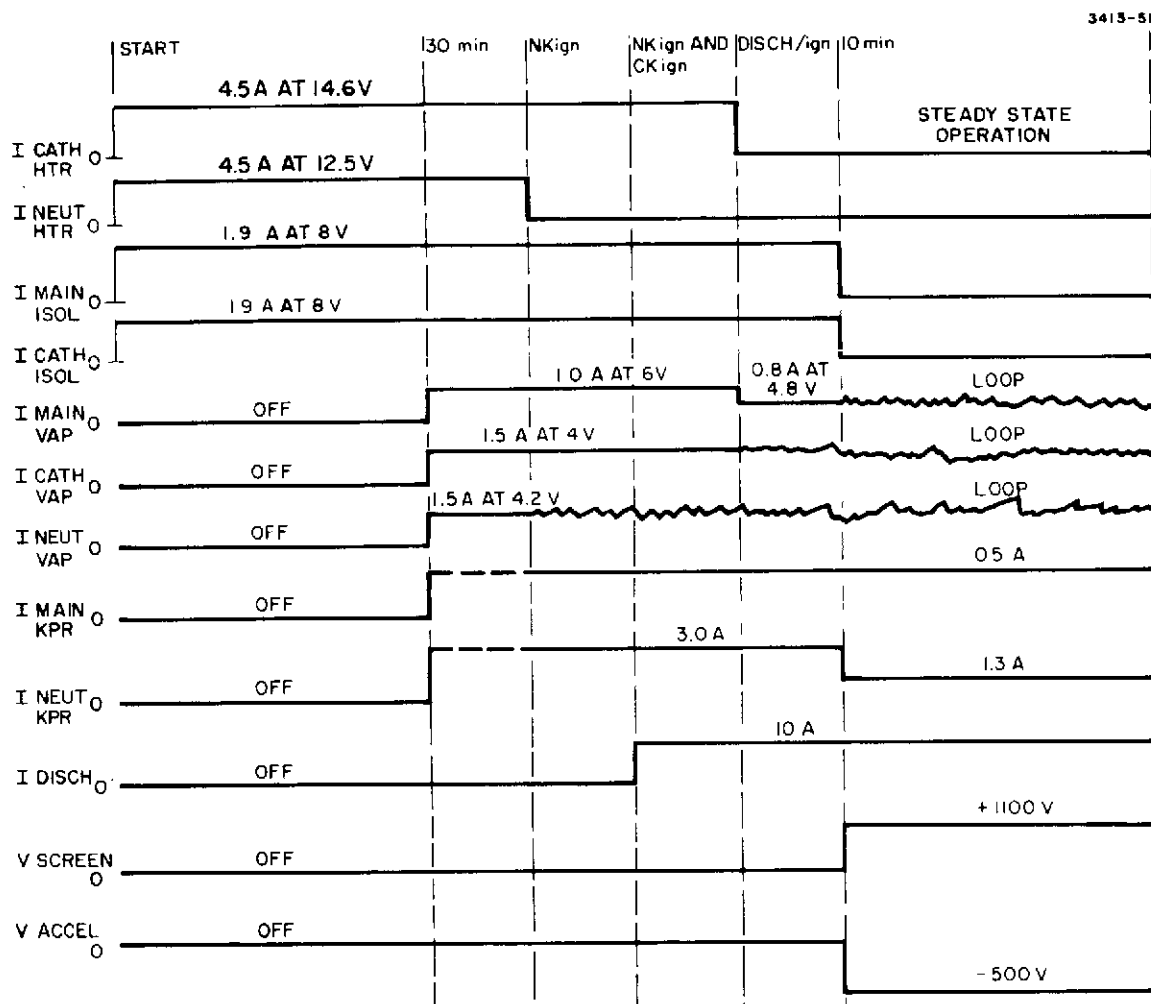 3413-51
START
30 min
NKign
NKign AND
CKign
DISCH/ign
10 min
4.5A AT 14.6V
STEADY STATE
OPERATION
I CATH 0
HTR
4.5 A AT 12.5V
I NEUT 0
HTR
1.9 A AT 8V
I MAIN 0
ISOL
1.9 A AT 8V
I CATH 0
ISOL
1.0 A AT 6V
0.8 A AT
4.8 V
LOOP
OFF
I MAIN 0
VAP
1.5 A AT 4 V
LOOP
OFF
I CATH 0
VAP
1.5 A AT 4.2 V
LOOP
OFF
I NEUT 0
VAP
0.5 A
OFF
I MAIN 0
KPR
3.0 A
1.3 A
OFF
I NEUT 0
KPR
10 A
OFF
I DISCH 0
+1100 V
OFF
V SCREEN
0
OFF
V ACCEL
0
-500 V